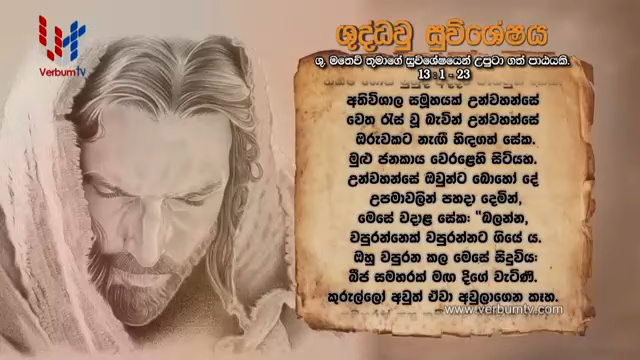 VerbumTV
ශුද්ධවූ සුවිශේෂය
ශු. මතෙව් තුමාගේ සුවිශේෂයෙන් උපුටා ගත් පාඨයකි.
13 : 1 - 23
අතිවිශාල සමූහයක් උන්වහන්සේ
වෙත රැස් වූ බැවින් උන්වහන්සේ
ඔරුවකට නැඟී හිඳගත් සේක.
මුළු ජනකාය වෙරළෙහි සිටියහ.
උන්වහන්සේ ඔවුන්ට බොහෝ දේ
උපමාවලින් පහදා දෙමින්,
මෙසේ වදාළ සේක: "බලන්න,
වපුරන්නෙක් වපුරන්නට ගියේ ය.
ඔහු වපුරන කල මෙසේ සිදුවිය:
බීජ සමහරක් මඟ දිගේ වැටිණි.
කුරුල්ලෝ අවුත් ඒවා අවුලාගෙන කෑහ.
www.verbumtv.com